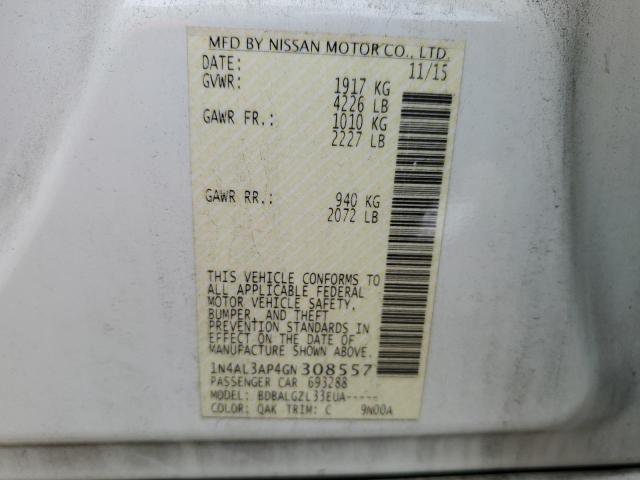 MFD BY NISSAN MOTOR CO., LTD.
DATE: 11/15
GVWR: 1917 KG
4226 LB
GAWR FR.: 1010 KG
2227 LB
GAWR RR.: 940 KG
2072 LB
THIS VEHICLE CONFORMS TO
ALL APPLICABLE FEDERAL
MOTOR VEHICLE SAFETY,
BUMPER, AND THEFT
PREVENTION STANDARDS IN
EFFECT ON THE DATE OF
MANUFACTURE SHOWN ABOVE.
1N4AL3AP4GN308557
PASSENGER CAR 693288
MODEL: BDBALGZL33EUA-----
COLOR: QAK TRIM: C 9N00A